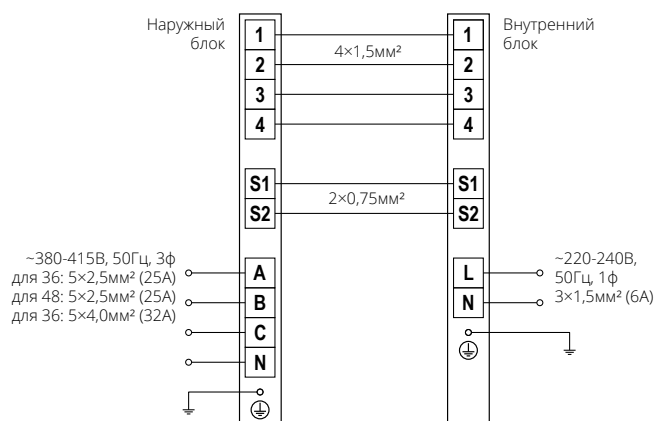 Наружный
блок
Внутренний
блок
1
1
4×1,5мм²
2
2
3
3
4
4
S1
S1
2×0,75мм²
S2
S2
~380-415В, 50Гц, 3ф
для 36: 5×2,5мм² (25А)
для 48: 5×2,5мм² (25А)
для 36: 5×4,0мм² (32А)
A
B
C
N
L
N
~220-240В,
50Гц, 1ф
3×1,5мм² (6А)